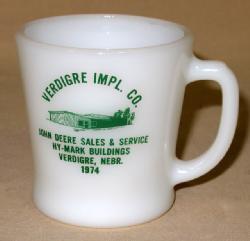 VERDIGRE IMPL. CO.
JOHN DEERE SALES & SERVICE
HY-MARK BUILDINGS
VERDIGRE, NEBR.
1974